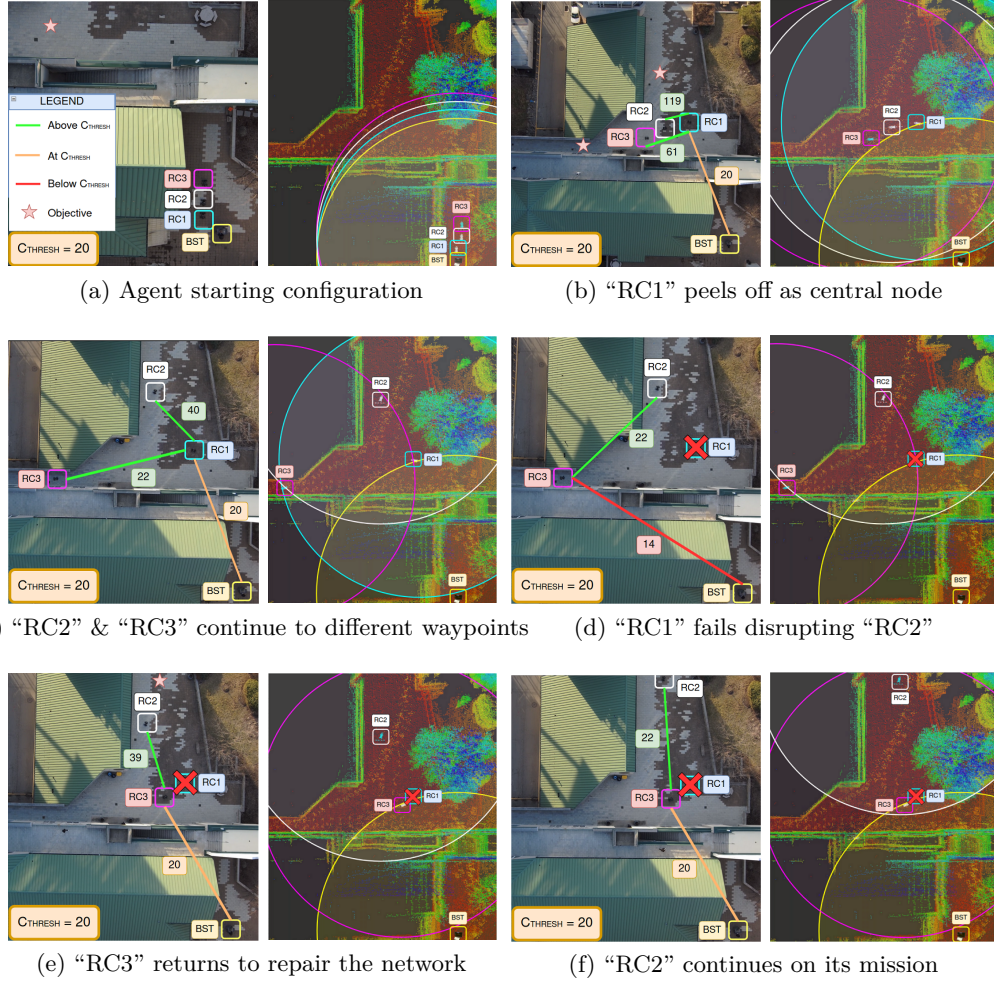 LEGEND
Above CTHRESH
At CTHRESH
Below CTHRESH
Objective
RC3
RC2
RC1
BST
CTHRESH = 20
RC3
RC2
RC1
BST
(a) Agent starting configuration
RC2
119
RC1
RC3
61
20
BST
CTHRESH = 20
RC2
RC1
RC3
BST
(b) “RC1” peels off as central node
RC2
40
RC1
22
RC3
20
BST
CTHRESH = 20
RC2
RC1
RC3
BST
) “RC2” & “RC3” continue to different waypoints
RC2
22
RC1
RC3
14
BST
CTHRESH = 20
RC2
RC1
RC3
BST
(d) “RC1” fails disrupting “RC2”
RC2
39
RC1
RC3
20
BST
CTHRESH = 20
RC2
RC1
RC3
BST
(e) “RC3” returns to repair the network
RC2
22
RC1
RC3
20
BST
CTHRESH = 20
RC2
RC1
RC3
BST
(f) “RC2” continues on its mission